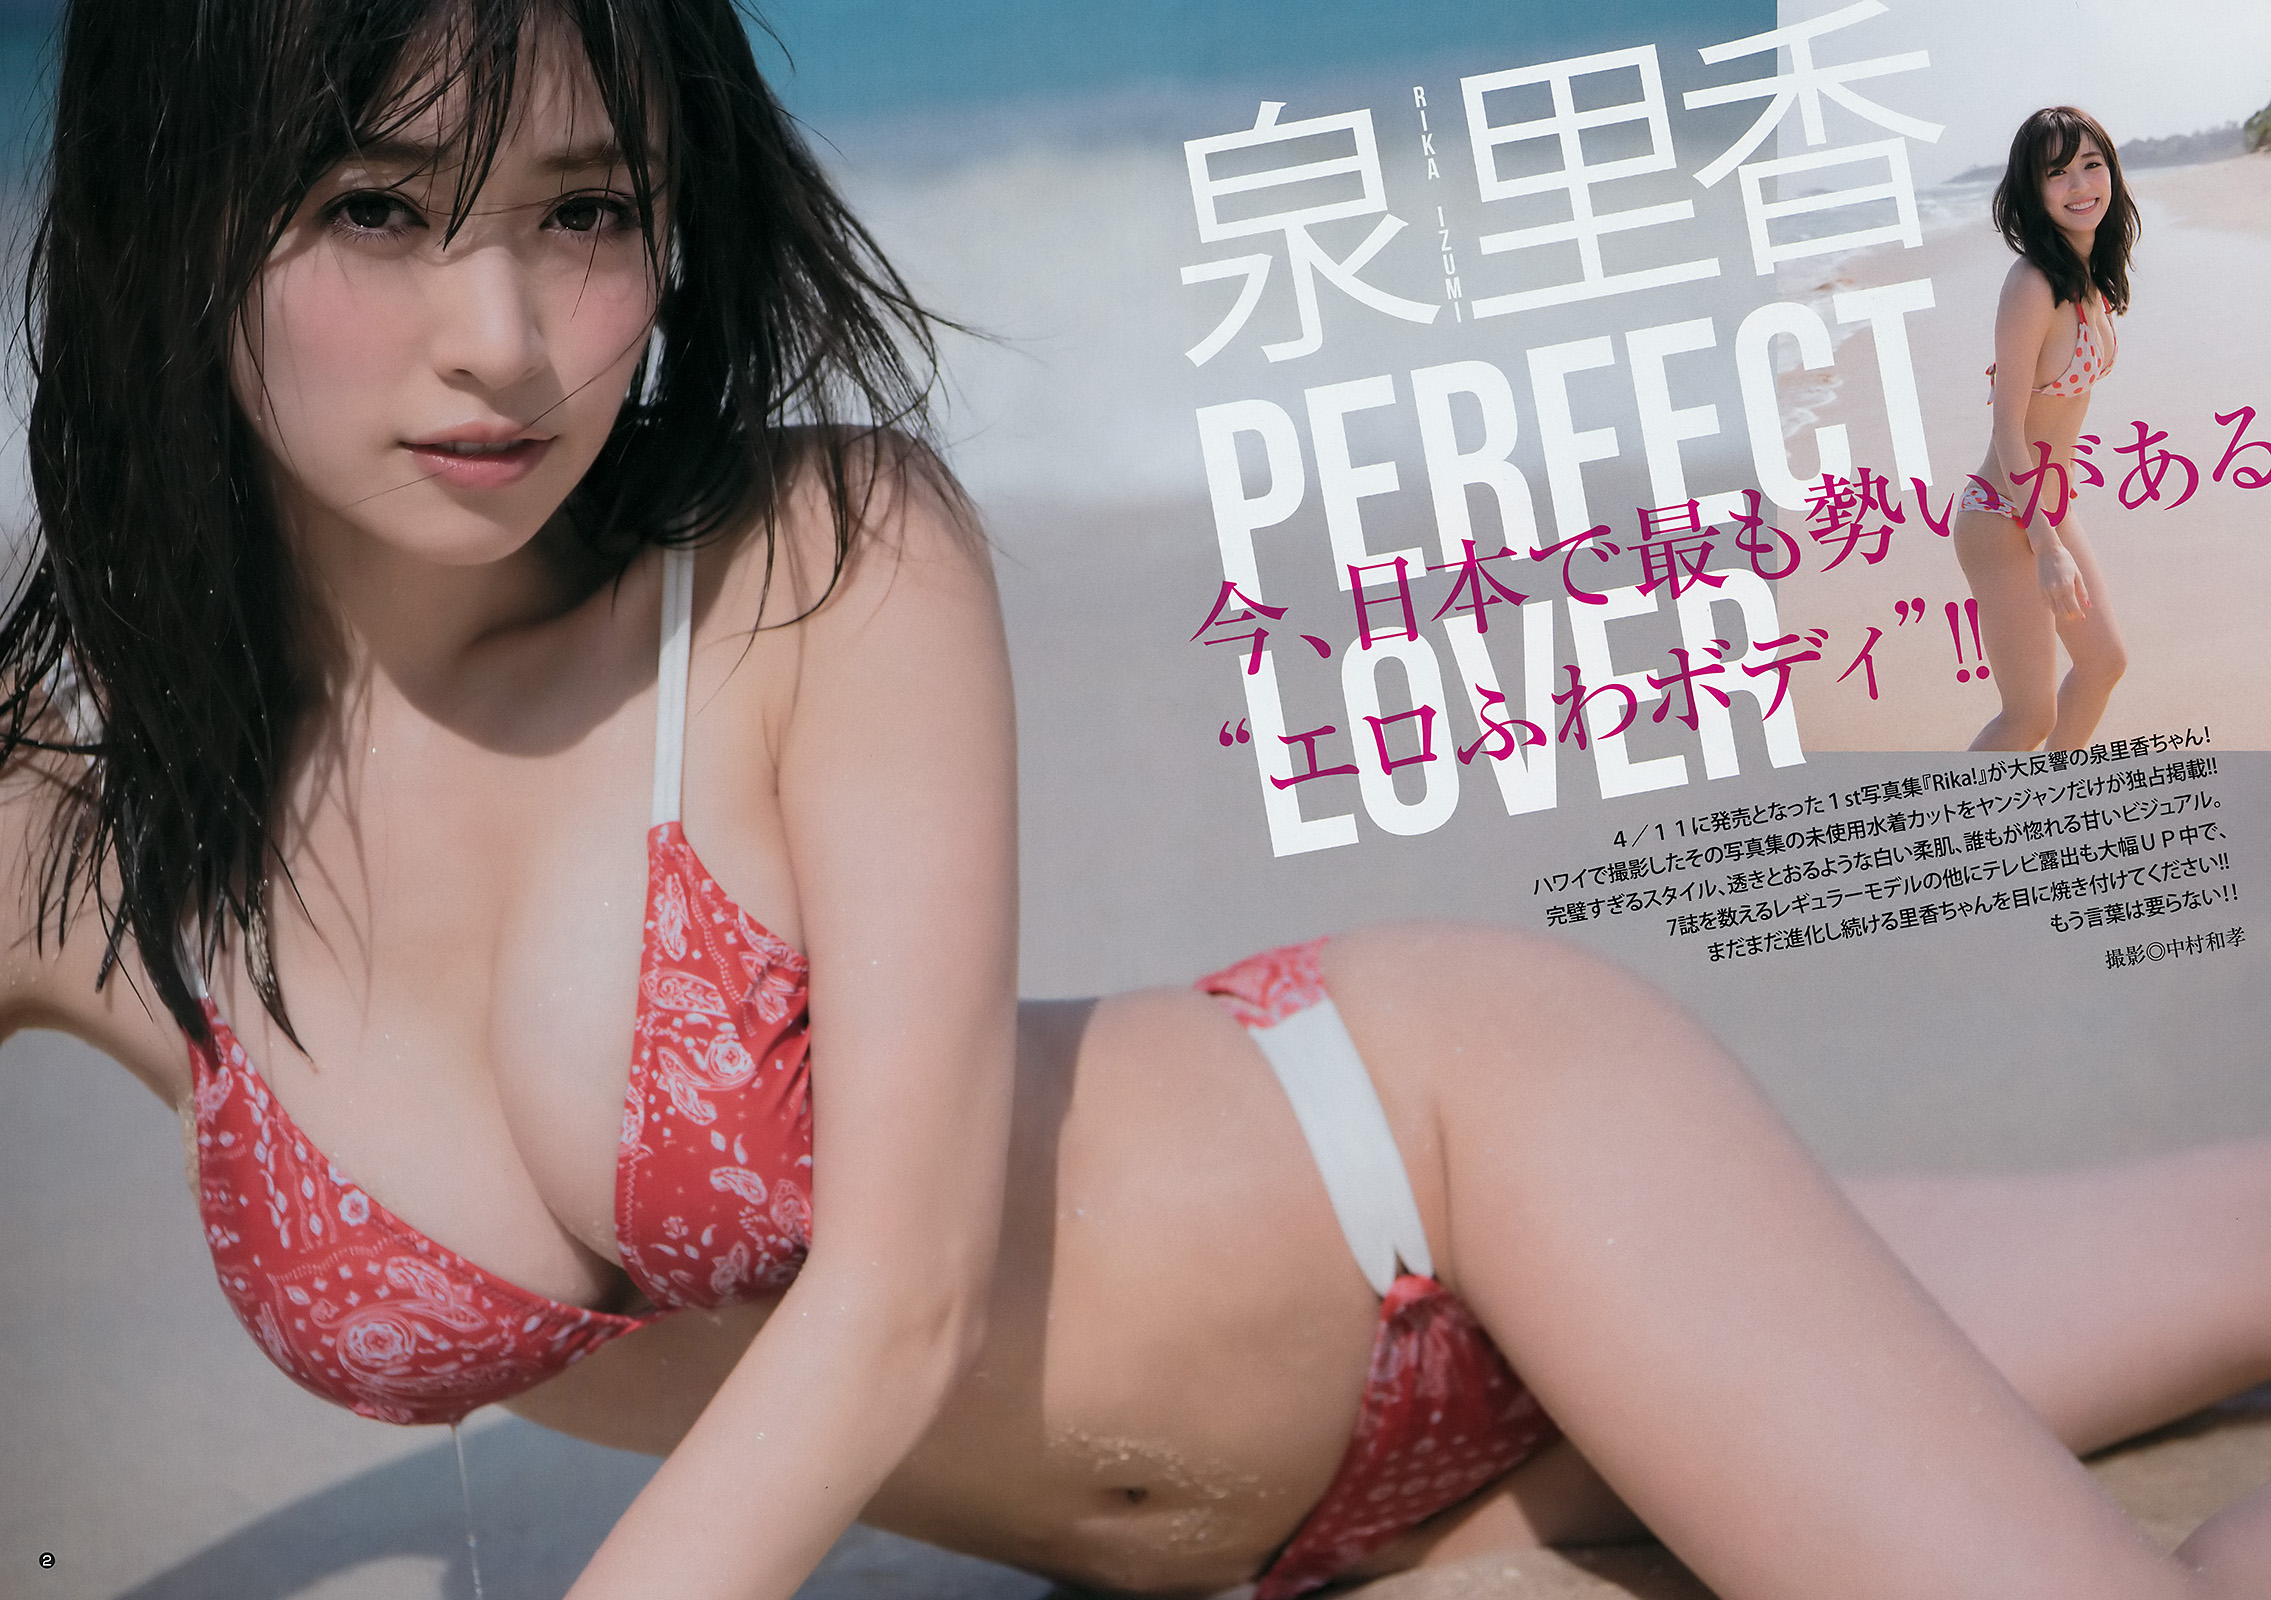 泉里香
RIKA IZUMI
PERFECT
LOVER
今、日本で最も勢いがある
“エロふわボディ”!!
4／11に発売となった1st写真集『Rika!』が大反響の泉里香ちゃん!
ハワイで撮影したその写真集の未使用水着カットをヤンジャンだけが独占掲載!!
完璧すぎるスタイル、透きとおるような白い柔肌、誰もが惚れる甘いビジュアル。
7誌を数えるレギュラーモデルの他にテレビ露出も大幅UP中で、
まだまだ進化し続ける里香ちゃんを目に焼き付けてください!!
もう言葉は要らない!!
撮影◎中村和孝
2